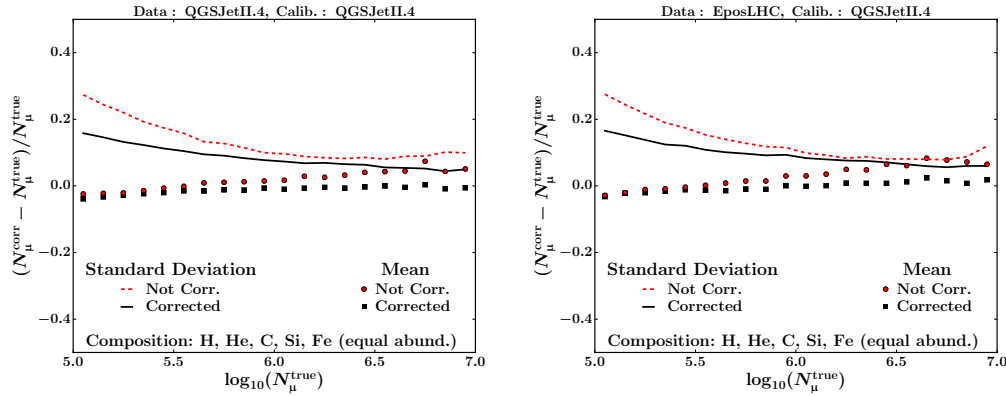 Data : QGSJetII.4, Calib. : QGSJetII.4
0.4
0.2
0.0
−0.2
−0.4
(N_μ^corr − N_μ^true)/N_μ^true
Standard Deviation
Not Corr.
Corrected
Mean
Not Corr.
Corrected
Composition: H, He, C, Si, Fe (equal abund.)
5.0 5.5 6.0 6.5 7.0
log₁₀(N_μ^true)
Data : EposLHC, Calib. : QGSJetII.4
0.4
0.2
0.0
−0.2
−0.4
(N_μ^corr − N_μ^true)/N_μ^true
Standard Deviation
Not Corr.
Corrected
Mean
Not Corr.
Corrected
Composition: H, He, C, Si, Fe (equal abund.)
5.0 5.5 6.0 6.5 7.0
log₁₀(N_μ^true)